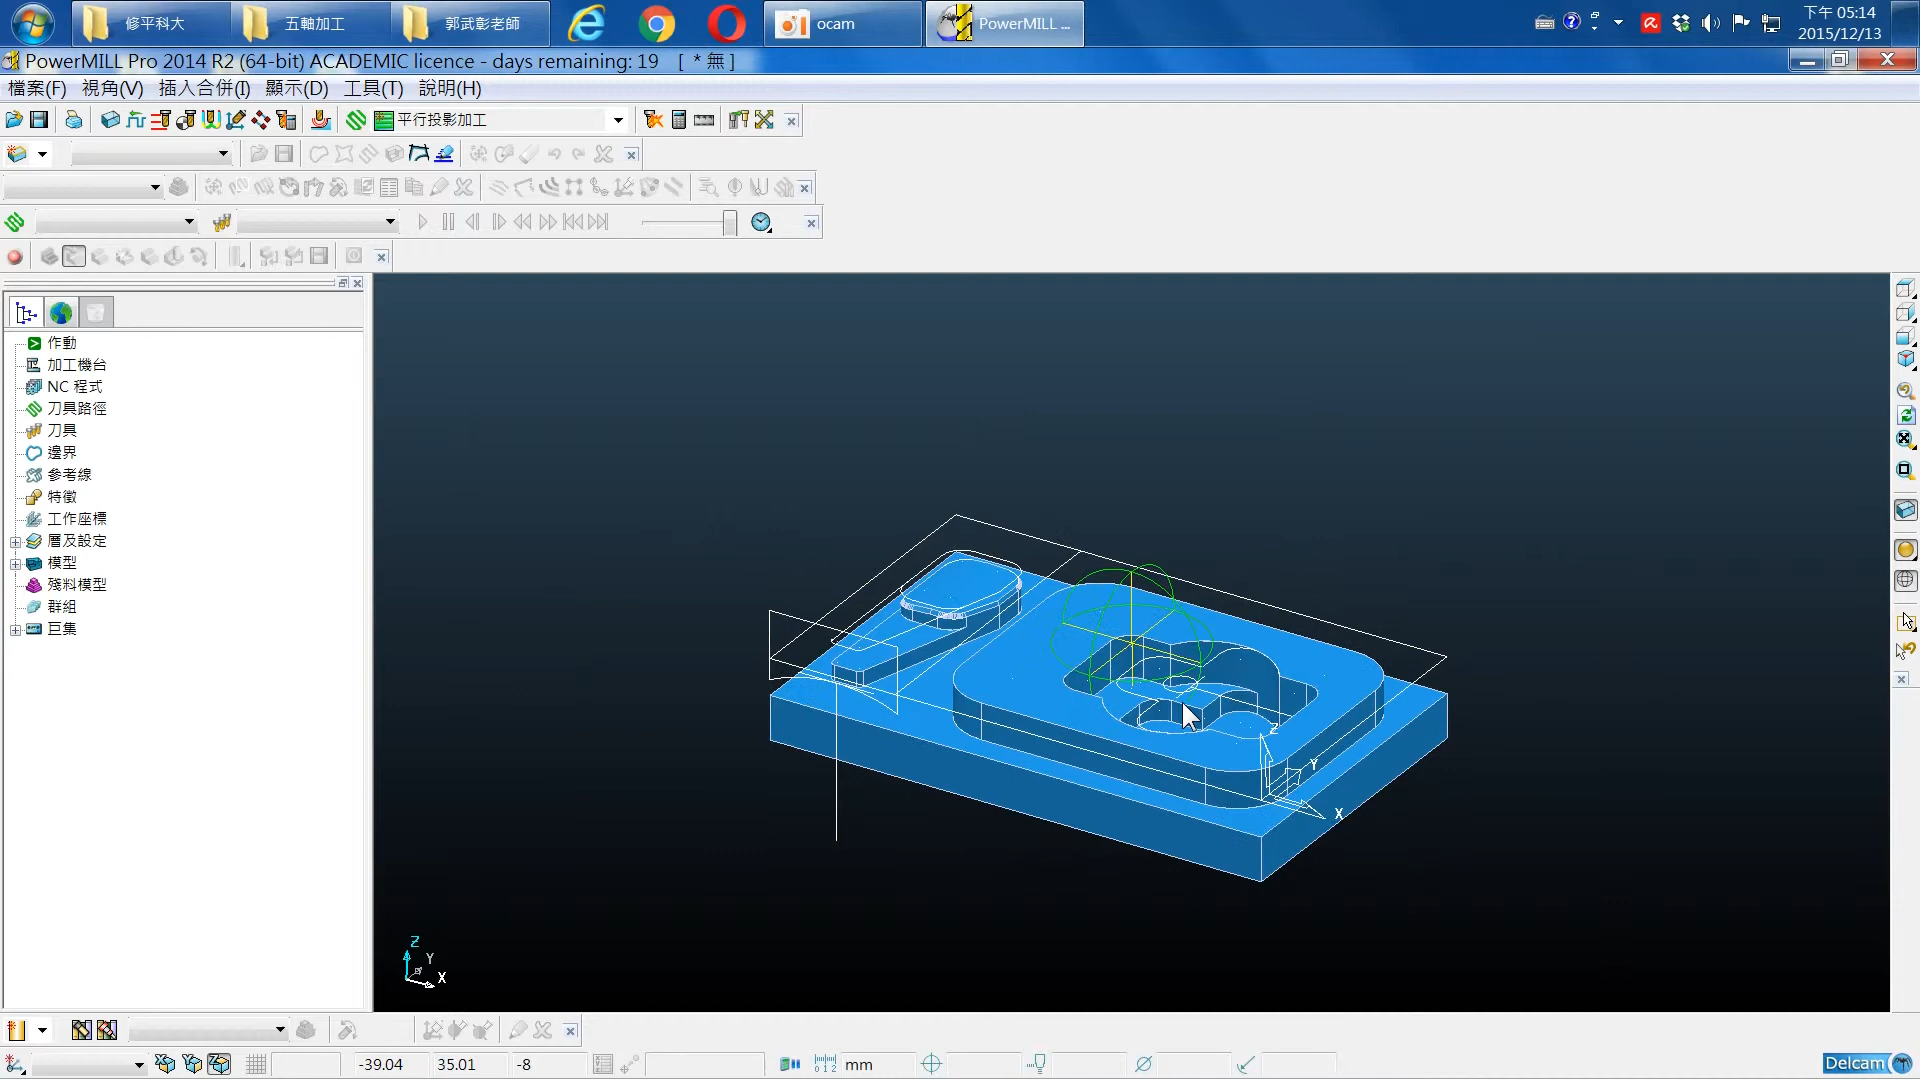 修平科大
五軸加工
郭武彰老師
ocam
PowerMILL ...
下午 05:14
2015/12/13
PowerMILL Pro 2014 R2 (64-bit) ACADEMIC licence - days remaining: 19 [ * 無 ]
檔案(F) 視角(V) 插入合併(I) 顯示(D) 工具(T) 說明(H)
平行投影加工
作動
加工機台
NC 程式
刀具路徑
刀具
邊界
參考線
特徵
工作座標
層及設定
模型
殘料模型
群組
巨集
Z
Y
X
Z
Y
X
-39.04 35.01 -8 mm
Delcam